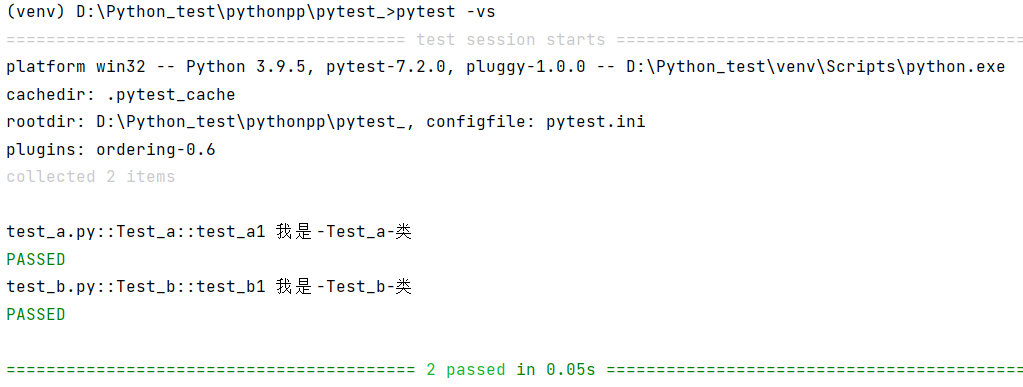 (venv) D:\Python_test\pythonpp\pytest_>pytest -vs
======================================== test session starts =========================================
platform win32 -- Python 3.9.5, pytest-7.2.0, pluggy-1.0.0 -- D:\Python_test\venv\Scripts\python.exe
cachedir: .pytest_cache
rootdir: D:\Python_test\pythonpp\pytest_, configfile: pytest.ini
plugins: ordering-0.6
collected 2 items
test_a.py::Test_a::test_a1 我是-Test_a-类
PASSED
test_b.py::Test_b::test_b1 我是-Test_b-类
PASSED
========================================= 2 passed in 0.05s ==========================================